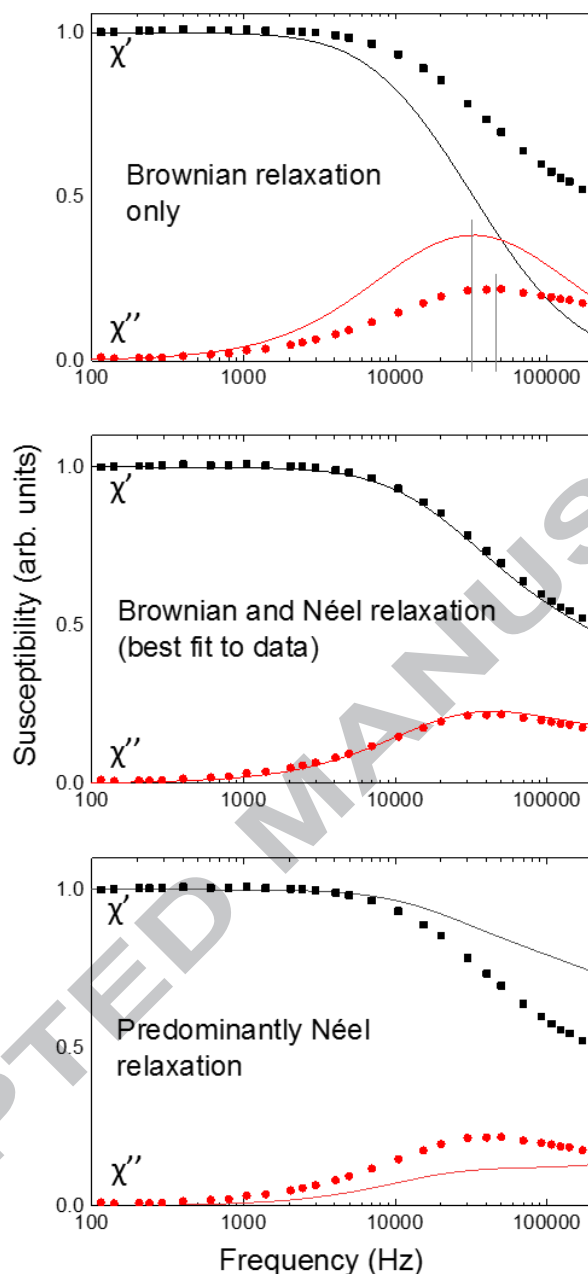 1.0
χ'
Brownian relaxation
only
0.5
χ''
0.0
100
1000
10000
100000
1.0
χ'
Brownian and Néel relaxation
(best fit to data)
0.5
χ''
0.0
100
1000
10000
100000
Susceptibility (arb. units)
1.0
χ'
Predominantly Néel
relaxation
0.5
χ''
0.0
100
1000
10000
100000
Frequency (Hz)
PTED MANUS